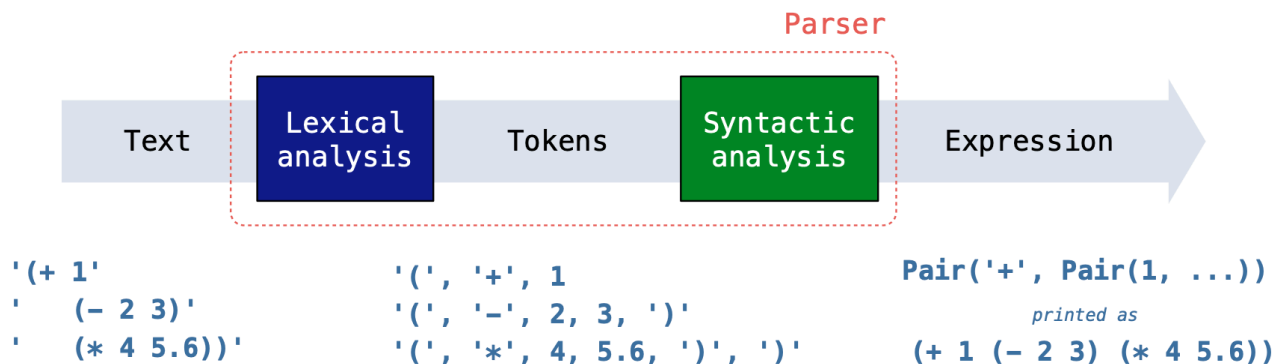 Parser
Text
Lexical
analysis
Tokens
Syntactic
analysis
Expression
'(+ 1'
'   (- 2 3)'
'   (* 4 5.6))'
'(', '+', 1
'(', '-', 2, 3, ')'
'(', '*', 4, 5.6, ')', ')'
Pair('+', Pair(1, ...))
printed as
(+ 1 (- 2 3) (* 4 5.6))